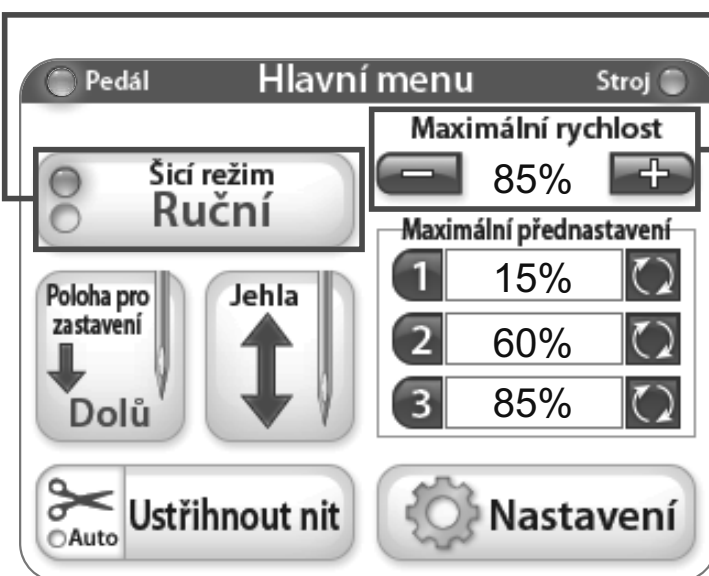 Pedál
Hlavní menu
Stroj
Šicí režim
Ruční
Maximální rychlost
85%
Maximální přednastavení
1 15%
2 60%
3 85%
Poloha pro
zastavení
Dolů
Jehla
Auto
Ustřihnout nit
Nastavení